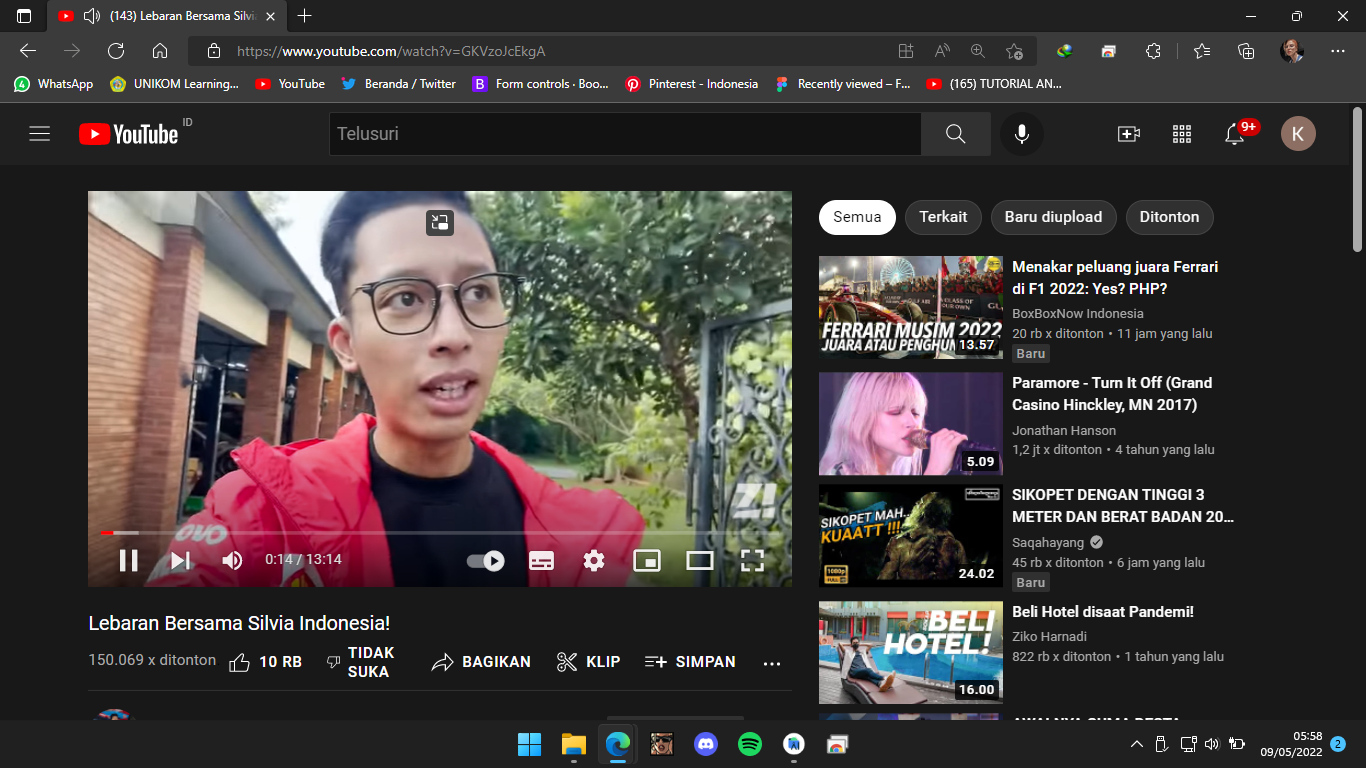 (143) Lebaran Bersama Silvia
https://www.youtube.com/watch?v=GKVzoJcEkgA
WhatsApp
UNIKOM Learning...
YouTube
Beranda / Twitter
Form controls · Boo...
Pinterest - Indonesia
Recently viewed – F...
(165) TUTORIAL AN...
YouTube ID
Telusuri
9+
K
OVO
Z!
0:14 / 13:14
Lebaran Bersama Silvia Indonesia!
150.069 x ditonton
10 RB
TIDAK
SUKA
BAGIKAN
KLIP
SIMPAN
Semua
Terkait
Baru diupload
Ditonton
FERRARI MUSIM 2022
JUARA ATAU
13.57
Menakar peluang juara Ferrari
di F1 2022: Yes? PHP?
BoxBoxNow Indonesia
20 rb x ditonton • 11 jam yang lalu
Baru
5.09
Paramore - Turn It Off (Grand
Casino Hinckley, MN 2017)
Jonathan Hanson
1,2 jt x ditonton • 4 tahun yang lalu
SIKOPET MAH...
KUAATT !!!
1080p
24.02
SIKOPET DENGAN TINGGI 3
METER DAN BERAT BADAN 20...
Saqahayang
45 rb x ditonton • 6 jam yang lalu
Baru
BELI
HOTEL!
16.00
Beli Hotel disaat Pandemi!
Ziko Harnadi
822 rb x ditonton • 1 tahun yang lalu
05:58
09/05/2022
2